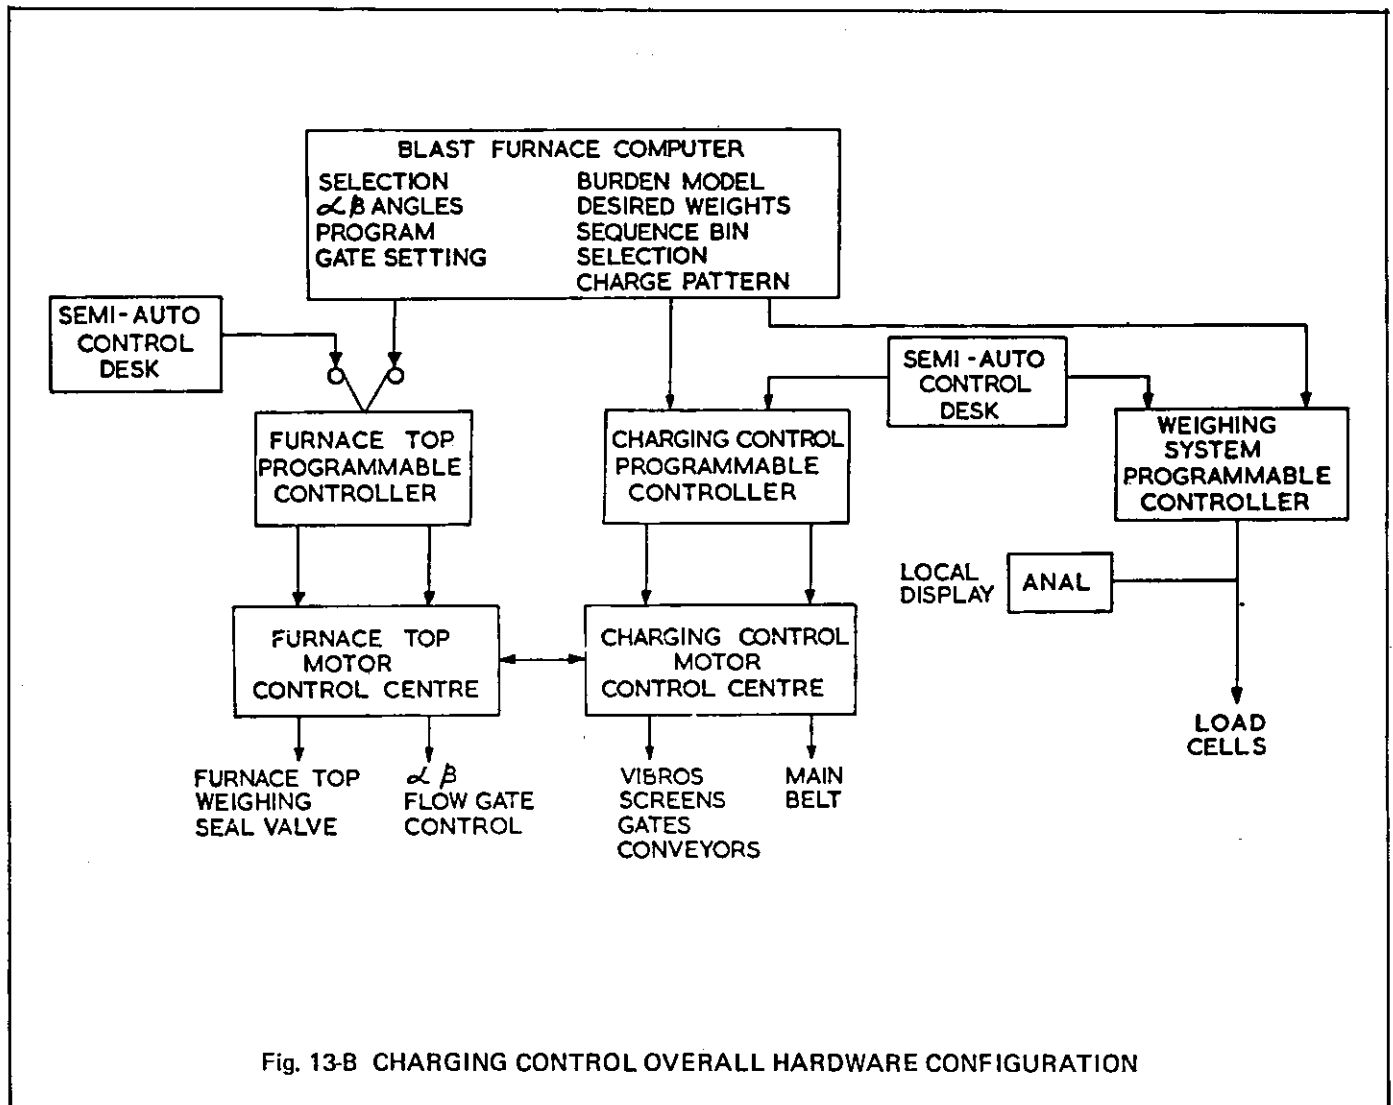 BLAST FURNACE COMPUTER
SELECTION
αβ ANGLES
PROGRAM
GATE SETTING
BURDEN MODEL
DESIRED WEIGHTS
SEQUENCE BIN
SELECTION
CHARGE PATTERN
SEMI-AUTO
CONTROL
DESK
SEMI-AUTO
CONTROL
DESK
FURNACE TOP
PROGRAMMABLE
CONTROLLER
CHARGING CONTROL
PROGRAMMABLE
CONTROLLER
WEIGHING
SYSTEM
PROGRAMMABLE
CONTROLLER
LOCAL
DISPLAY
ANAL
FURNACE TOP
MOTOR
CONTROL CENTRE
CHARGING CONTROL
MOTOR
CONTROL CENTRE
LOAD
CELLS
FURNACE TOP
WEIGHING
SEAL VALVE
αβ
FLOW GATE
CONTROL
VIBROS
SCREENS
GATES
CONVEYORS
MAIN
BELT
Fig. 13-B CHARGING CONTROL OVERALL HARDWARE CONFIGURATION